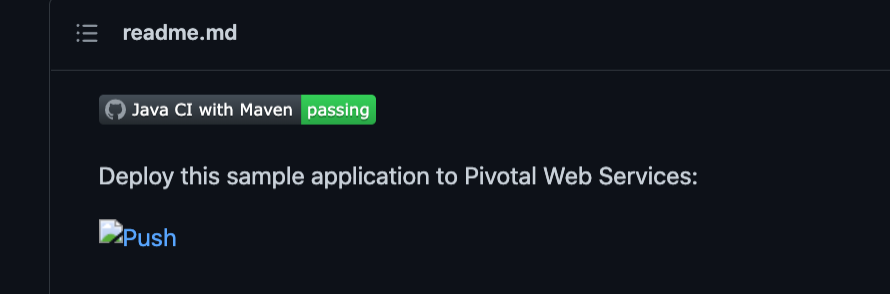 readme.md
Java CI with Maven passing
Deploy this sample application to Pivotal Web Services:
Push